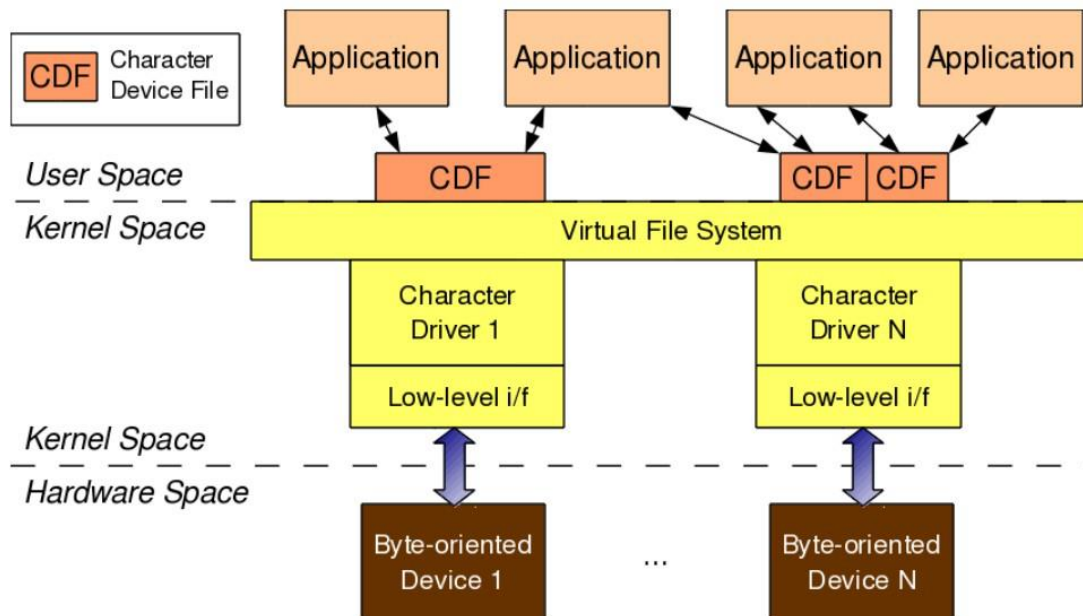 CDF
Character
Device File
Application
Application
Application
Application
User Space
CDF
CDF
CDF
Kernel Space
Virtual File System
Character
Driver 1
Character
Driver N
Low-level i/f
Low-level i/f
Kernel Space
Hardware Space
Byte-oriented
Device 1
...
Byte-oriented
Device N